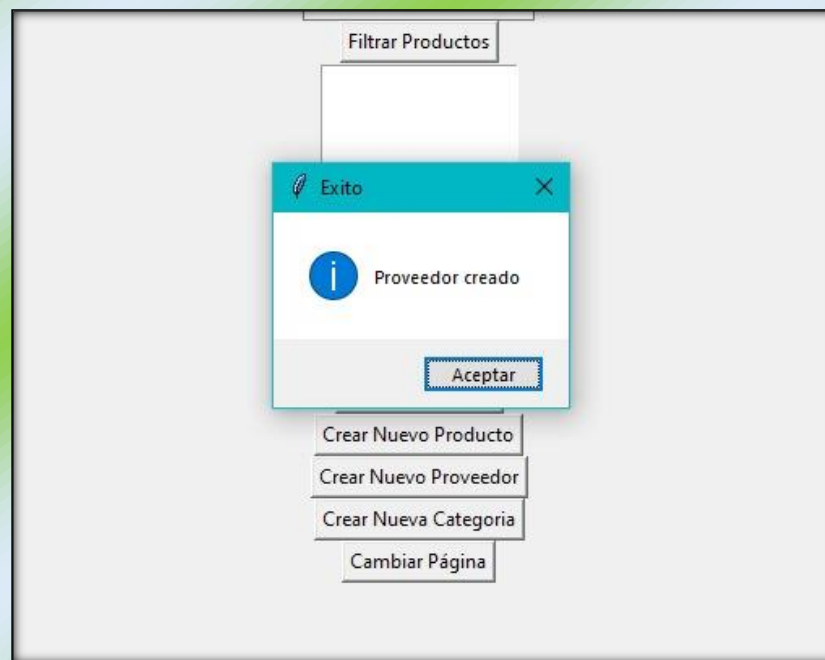 Filtrar Productos
Exito
Proveedor creado
Aceptar
Crear Nuevo Producto
Crear Nuevo Proveedor
Crear Nueva Categoria
Cambiar Página